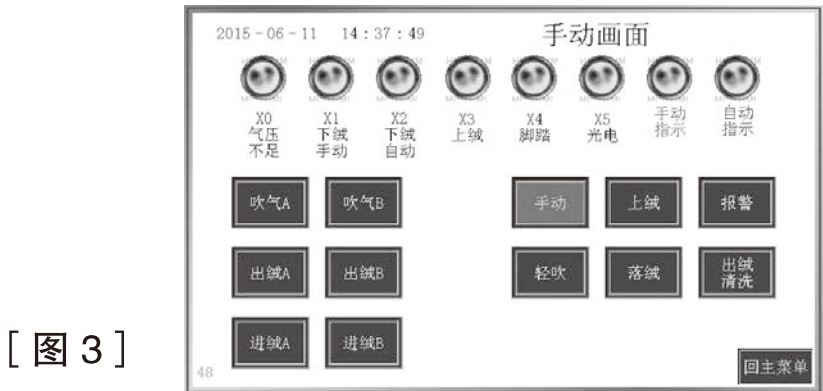 2015-06-11 14:37:49 手动画面
X0 X1 X2 X3 X4 X5 手动 自动
气压 下绒 下绒 上绒 脚踏 光电 指示 指示
不足 手动 自动
吹气A 吹气B 手动 上绒 报警
出绒A 出绒B 轻吹 落绒 出绒
清洗
进绒A 进绒B
48 回主菜单
[图3]